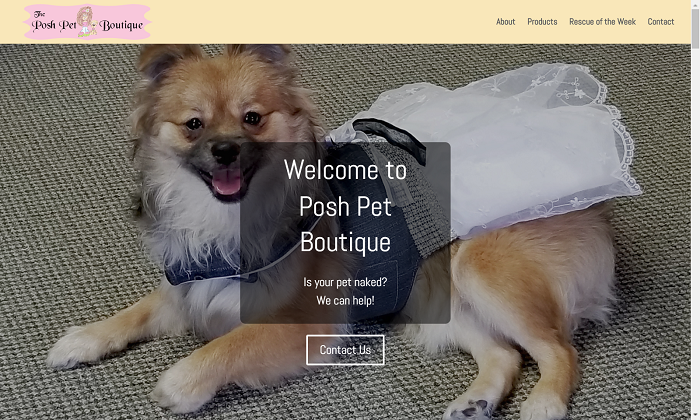 The
Posh Pet Boutique
About Products Rescue of the Week Contact
Welcome to
Posh Pet
Boutique
Is your pet naked?
We can help!
Contact Us